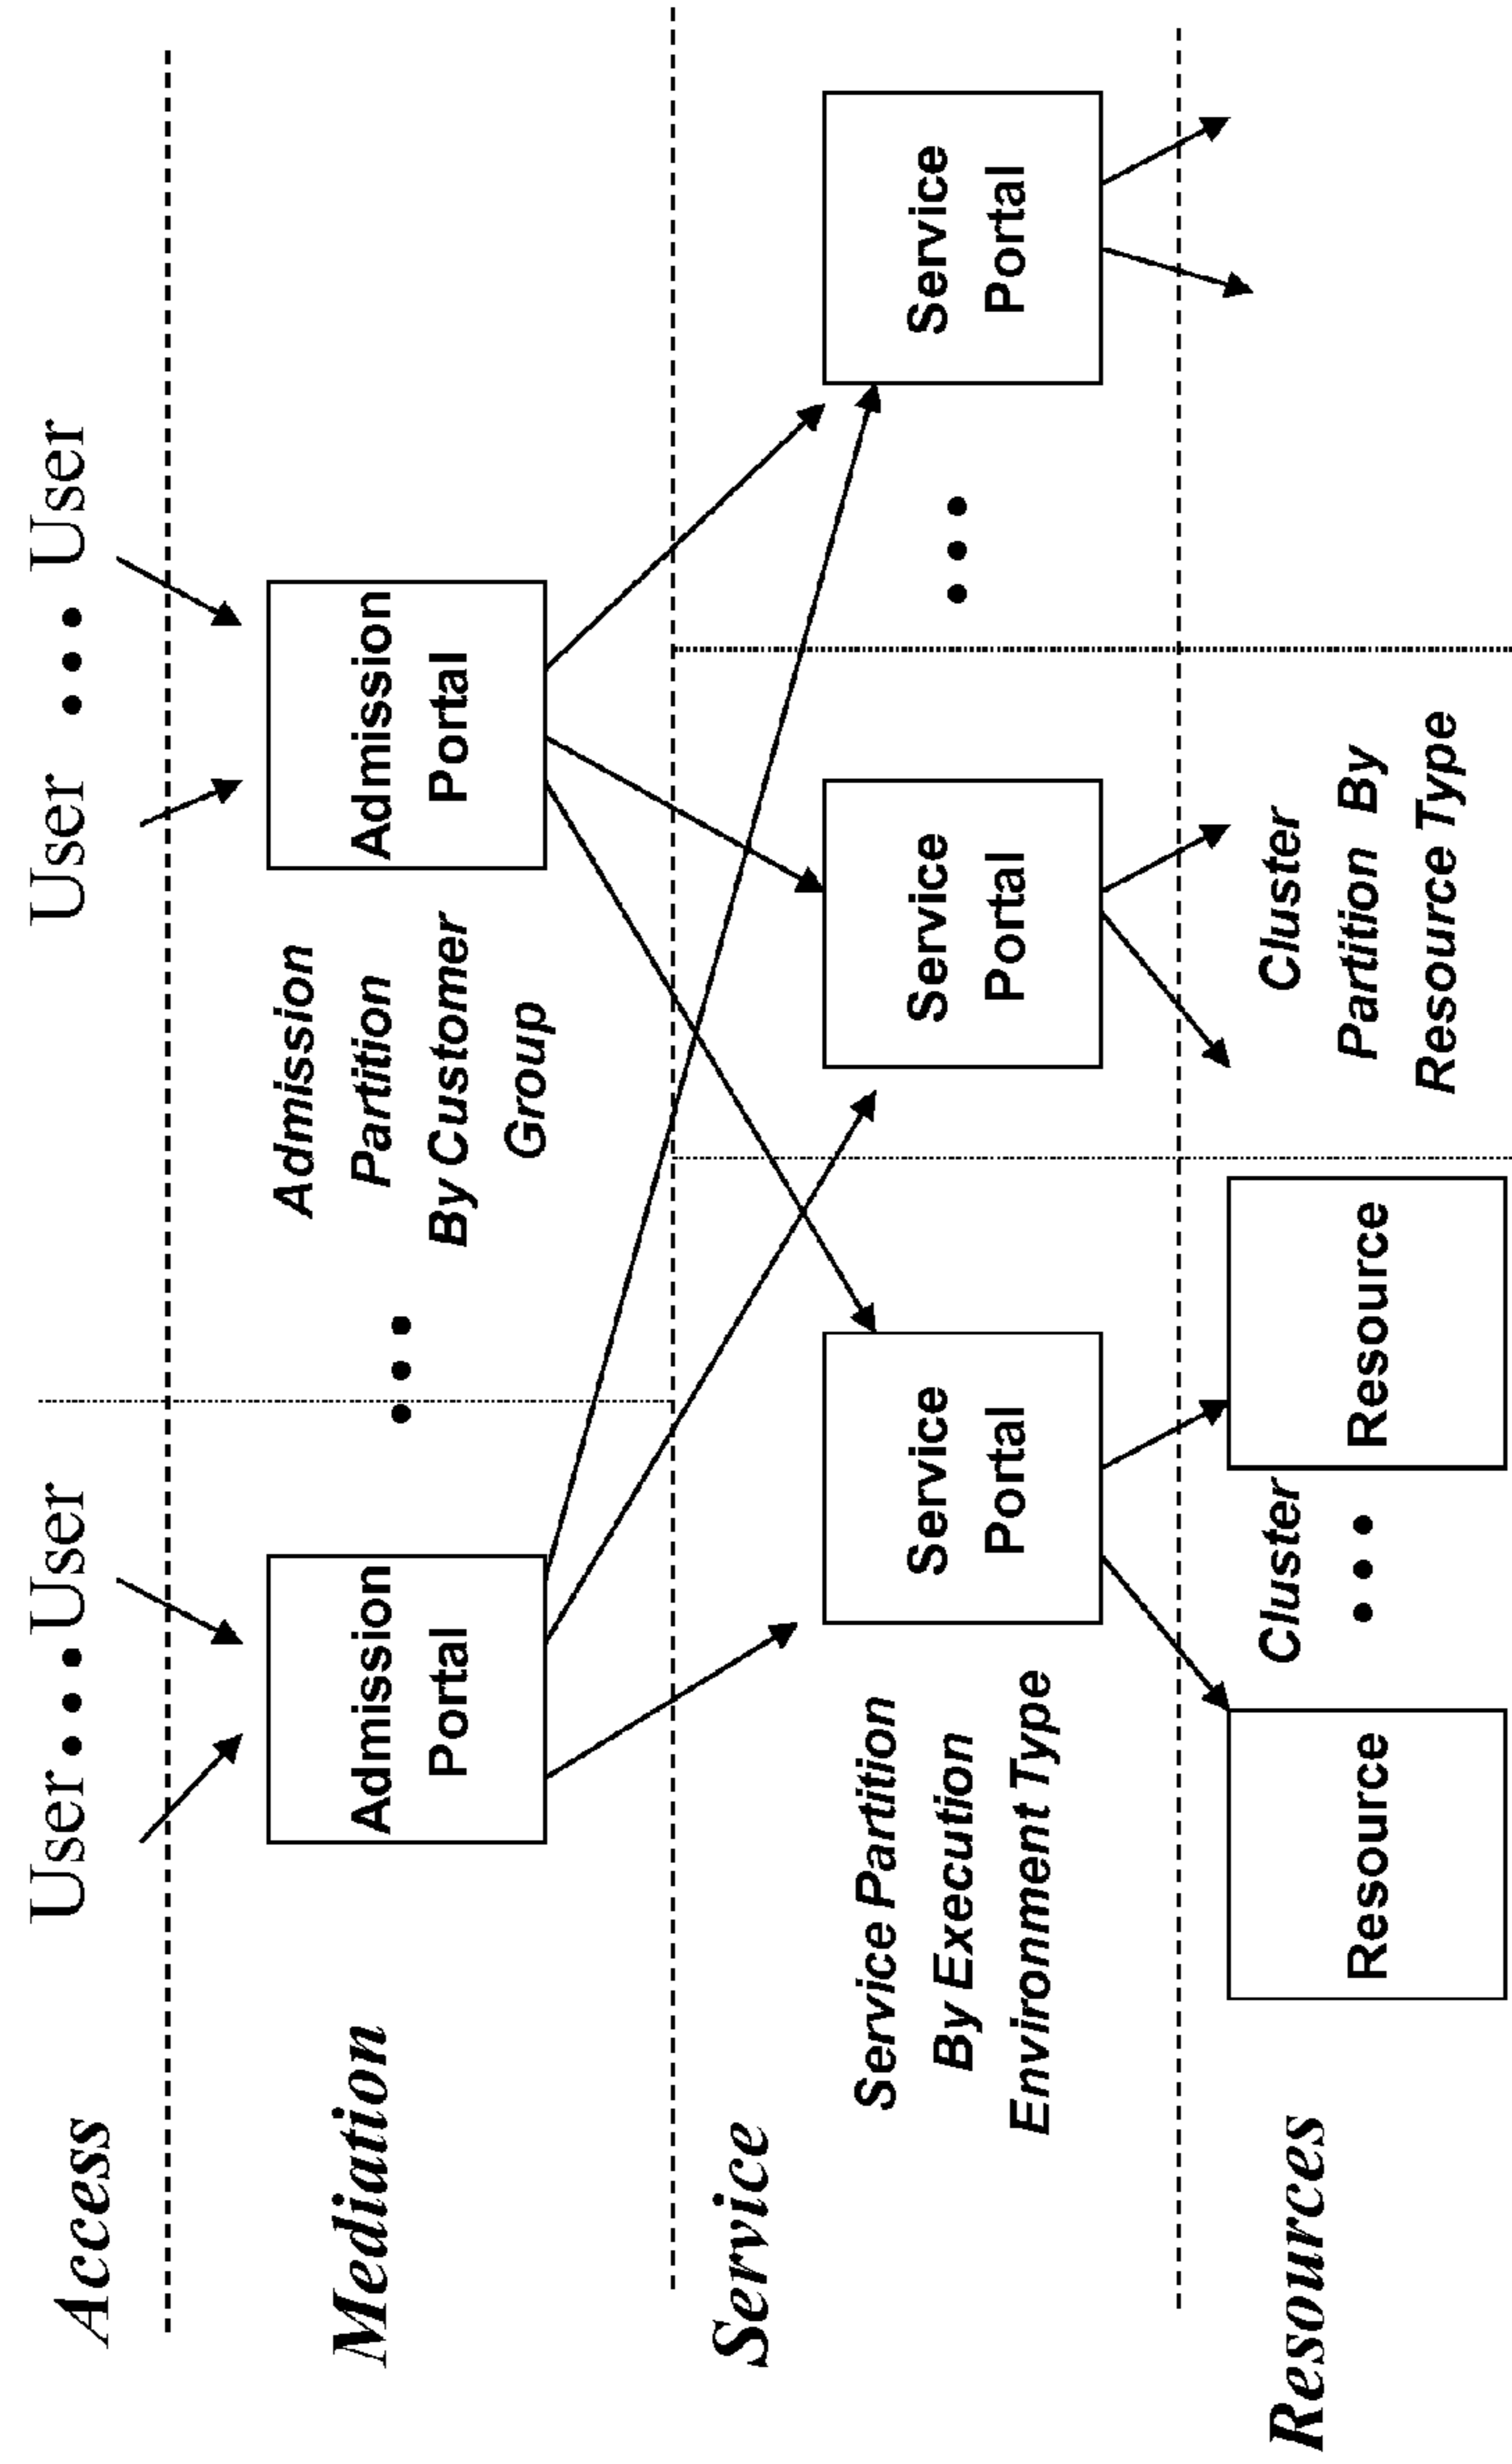 Access
User
User
User
User
Mediation
Admission
Portal
Admission
Partition
By Customer
Group
Admission
Portal
Service
Service Partition
By Execution
Environment Type
Service
Portal
Service
Portal
Service
Portal
Resources
Resource
Cluster
Resource
Cluster
Partition By
Resource Type